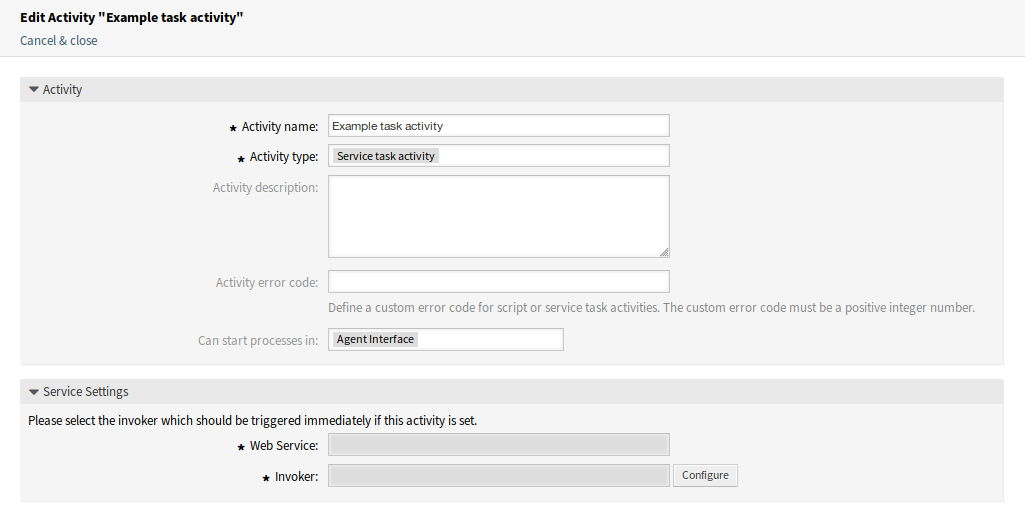 Edit Activity "Example task activity"
Cancel & close
Activity
★ Activity name: Example task activity
★ Activity type: Service task activity
Activity description:
Activity error code:
Define a custom error code for script or service task activities. The custom error code must be a positive integer number.
Can start processes in: Agent Interface
Service Settings
Please select the invoker which should be triggered immediately if this activity is set.
★ Web Service:
★ Invoker: Configure